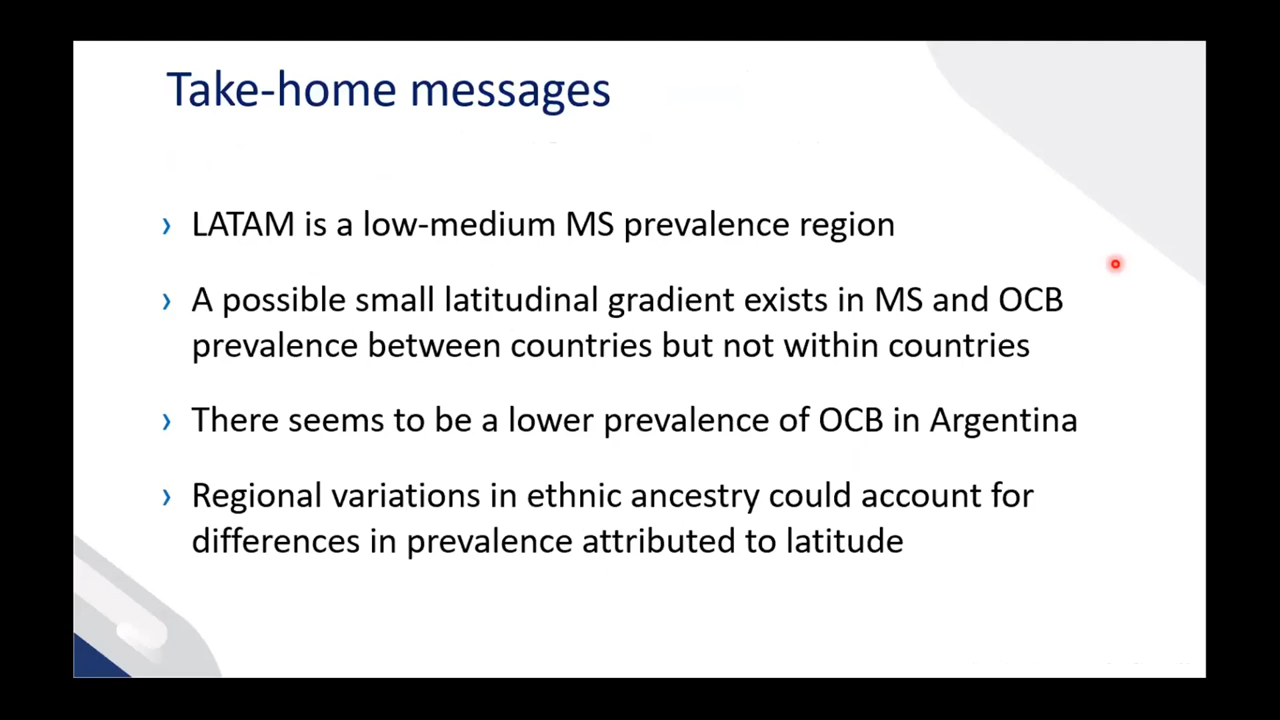 Take-home messages
› LATAM is a low-medium MS prevalence region
› A possible small latitudinal gradient exists in MS and OCB
prevalence between countries but not within countries
› There seems to be a lower prevalence of OCB in Argentina
› Regional variations in ethnic ancestry could account for
differences in prevalence attributed to latitude